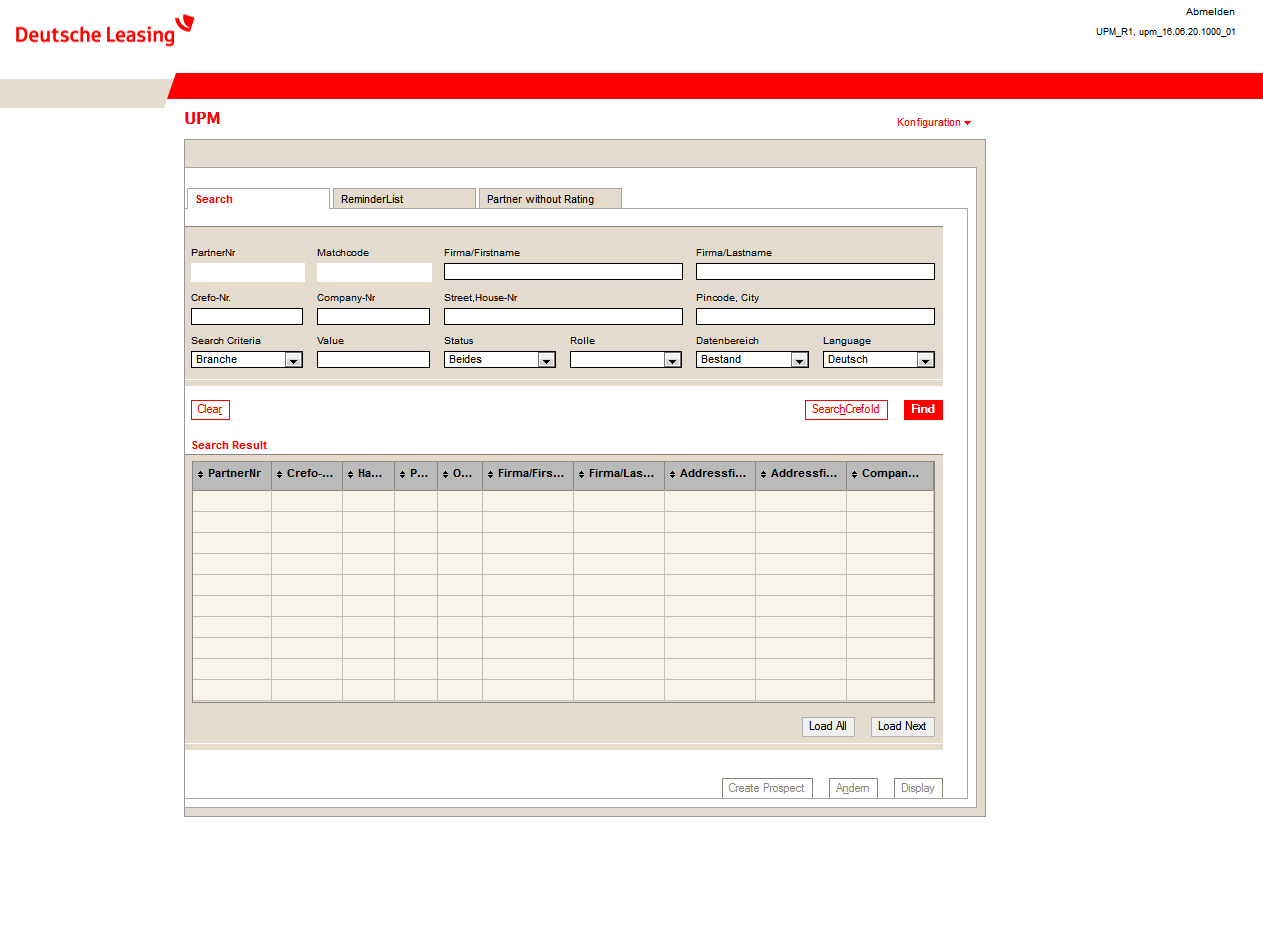 Abmelden
Deutsche Leasing
UPM_R1, upm_16.06.20.1000_01
UPM
Konfiguration
Search ReminderList Partner without Rating
PartnerNr Matchcode Firma/Firstname Firma/Lastname
Crefo-Nr. Company-Nr Street,House-Nr Pincode, City
Search Criteria Value Status Rolle Datenbereich Language
Branche Beides Bestand Deutsch
Clear SearchCrefoId Find
Search Result
PartnerNr Crefo-... Ha... P... O... Firma/Firs... Firma/Las... Addressfi... Addressfi... Compan...
Load All Load Next
Create Prospect Andern Display